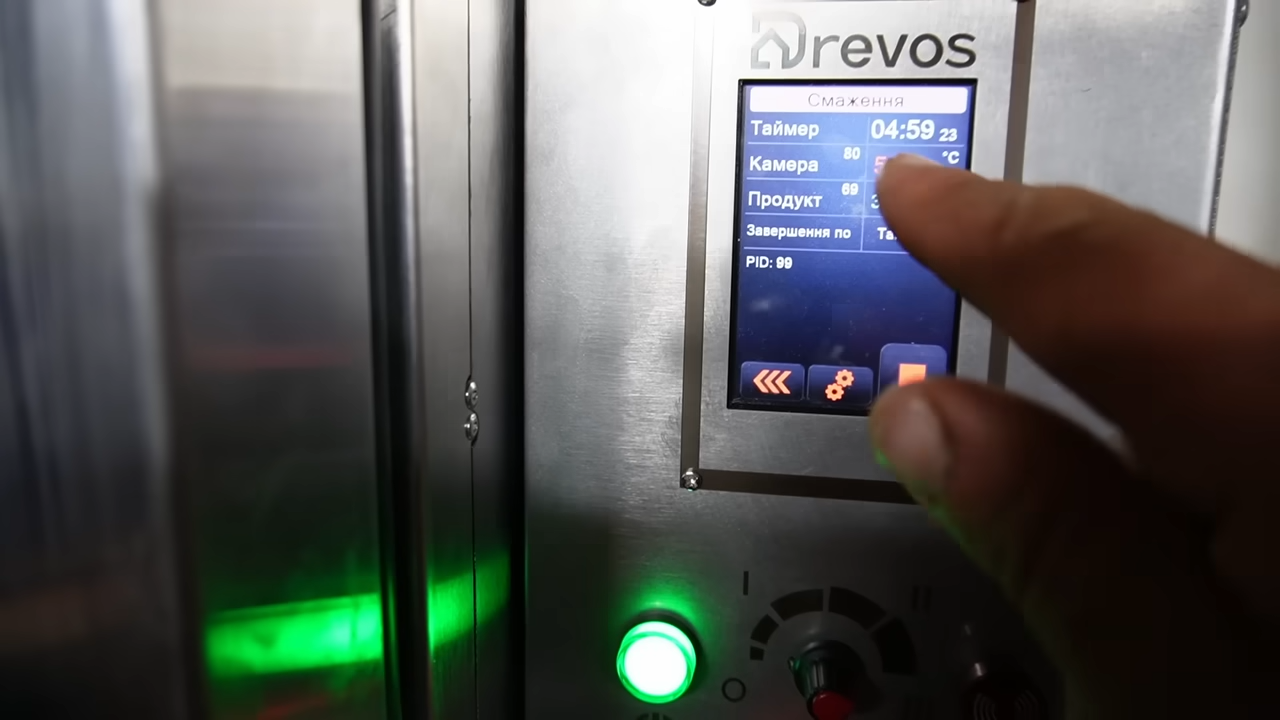 Drevos
Смаження
Таймер 04:59 23
Камера 80 °C
Продукт 69
Завершення по
PID: 99